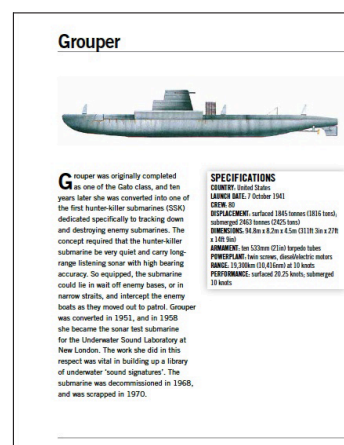 Grouper
Grouper was originally completed
as one of the Gato class, and ten
years later she was converted into one of
the first hunter-killer submarines (SSK)
dedicated specifically to tracking down
and destroying enemy submarines. The
concept required that the hunter-killer
submarine be very quiet and carry long-
range listening sonar with high bearing
accuracy. So equipped, the submarine
could lie in wait off enemy bases, or in
narrow straits, and intercept the enemy
boats as they moved out to patrol. Grouper
was converted in 1951, and in 1958
she became the sonar test submarine
for the Underwater Sound Laboratory at
New London. The work she did in this
respect was vital in building up a library
of underwater 'sound signatures'. The
submarine was decommissioned in 1968,
and was scrapped in 1970.
SPECIFICATIONS
COUNTRY: United States
LAUNCH DATE: 7 October 1941
CREW: 80
DISPLACEMENT: surfaced 1845 tonnes (1816 tons);
submerged 2463 tonnes (2425 tons)
DIMENSIONS: 94.8m x 8.2m x 4.5m (311ft 3in x 27ft
x 14ft 9in)
ARMAMENT: ten 533mm (21in) torpedo tubes
POWERPLANT: twin screws, diesel/electric motors
RANGE: 19,300km (10,416nm) at 10 knots
PERFORMANCE: surfaced 20.25 knots; submerged
10 knots